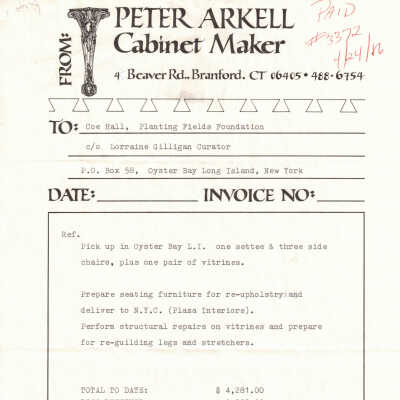 FROM:
PETER ARKELL
Cabinet Maker
4 Beaver Rd., Branford, CT 06405 • 488-6754
PAID
#3372
4/24/86
TO: Coe Hall, Planting Fields Foundation
c/o Lorraine Gilligan Curator
P.O. Box 58, Oyster Bay Long Island, New York
DATE: INVOICE NO:
Ref.
Pick up in Oyster Bay L.I. one settee & three side
chairs, plus one pair of vitrines.
Prepare seating furniture for re-upholstry and
deliver to N.Y.C. (Plaza Interiors).
Perform structural repairs on vitrines and prepare
for re-guilding legs and stretchers.
TOTAL TO DATE: $ 4,281.00